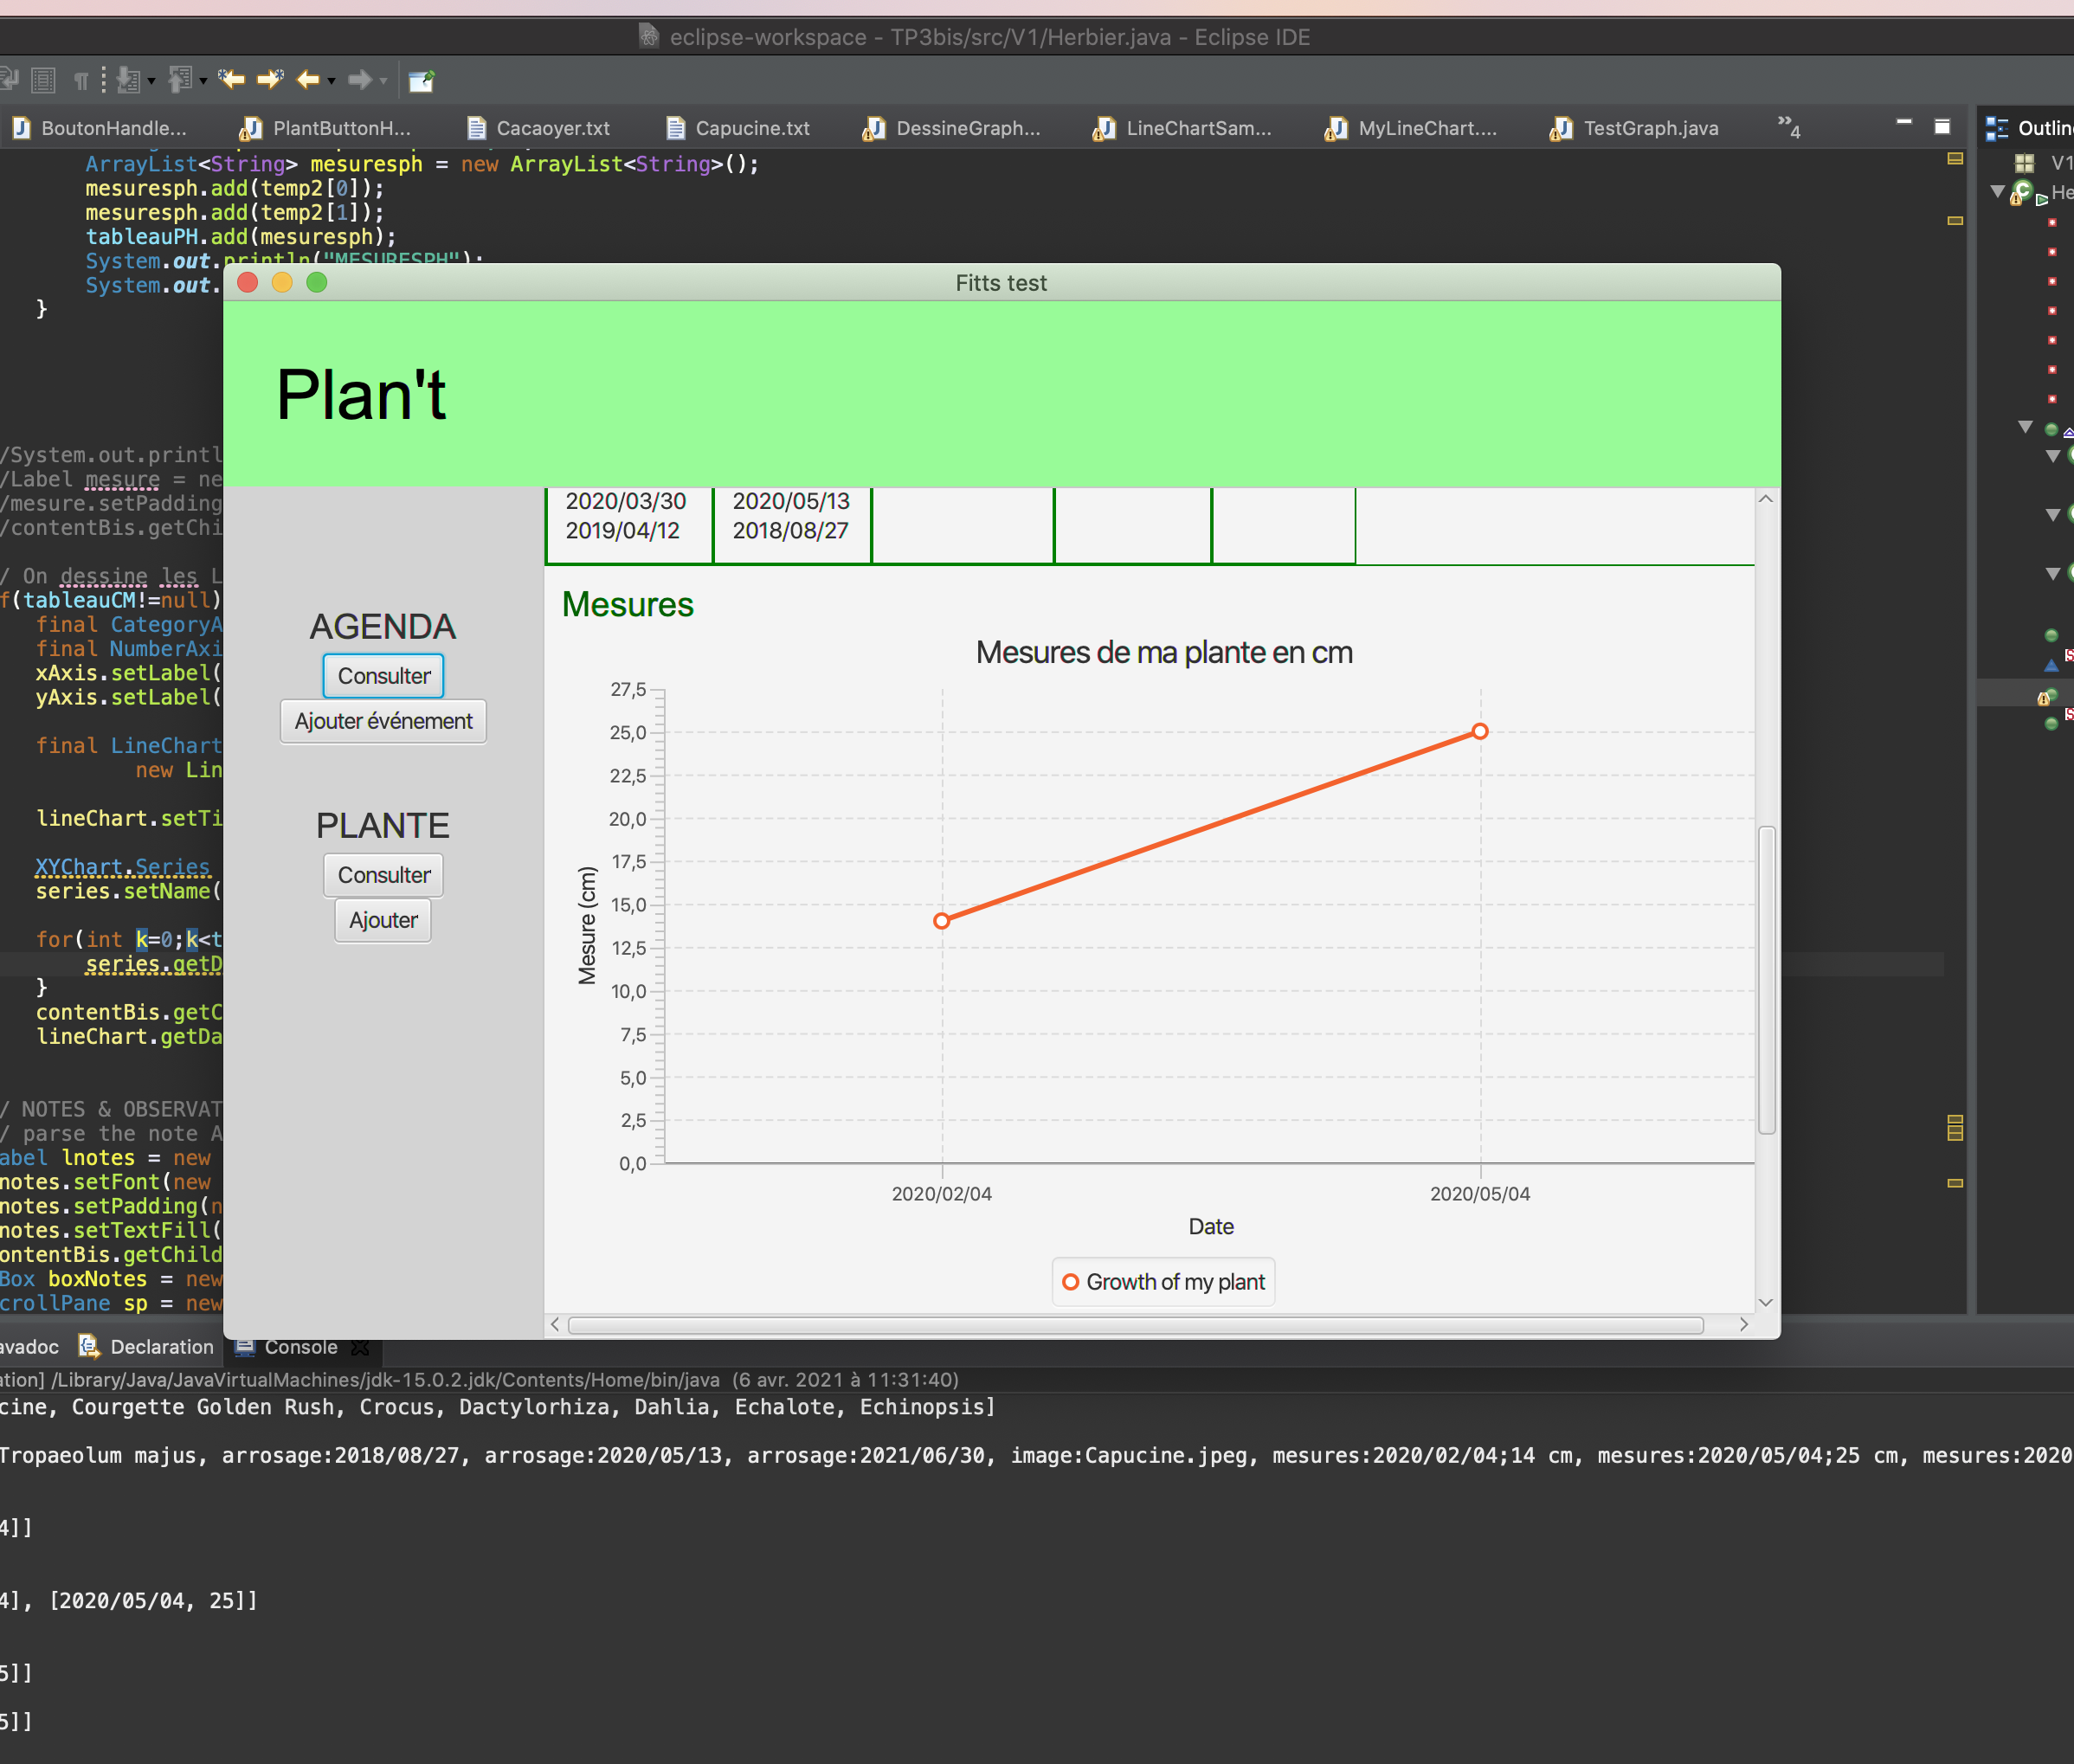 eclipse-workspace - TP3bis/src/V1/Herbier.java - Eclipse IDE
BoutonHandle... PlantButtonH... Cacaoyer.txt Capucine.txt DessineGraph... LineChartSam... MyLineChart.... TestGraph.java »4 Outlin
ArrayList<String> mesuresph = new ArrayList<String>();
mesuresph.add(temp2[0]);
mesuresph.add(temp2[1]);
tableauPH.add(mesuresph);
System.out.println("MESURESPH");
System.out.
}
/System.out.printl
/Label mesure = ne
/mesure.setPadding
/contentBis.getChi
/ On dessine les L
f(tableauCM!=null)
final CategoryA
final NumberAxi
xAxis.setLabel(
yAxis.setLabel(
final LineChart
new Lin
lineChart.setTi
XYChart.Series
series.setName(
for(int k=0;k<t
series.getD
}
contentBis.getC
lineChart.getDa
/ NOTES & OBSERVAT
/ parse the note A
abel lnotes = new
notes.setFont(new
notes.setPadding(n
notes.setTextFill(
ontentBis.getChild
Box boxNotes = new
crollPane sp = new
V1
He
Fitts test
Plan't
AGENDA
Consulter
Ajouter événement
PLANTE
Consulter
Ajouter
2020/03/30 2020/05/13
2019/04/12 2018/08/27
Mesures
Mesures de ma plante en cm
27,5
25,0
22,5
20,0
17,5
15,0
12,5
10,0
7,5
5,0
2,5
0,0
Mesure (cm)
2020/02/04 2020/05/04
Date
Growth of my plant
avadoc Declaration Console
ation] /Library/Java/JavaVirtualMachines/jdk-15.0.2.jdk/Contents/Home/bin/java (6 avr. 2021 à 11:31:40)
cine, Courgette Golden Rush, Crocus, Dactylorhiza, Dahlia, Echalote, Echinopsis]
Tropaeolum majus, arrosage:2018/08/27, arrosage:2020/05/13, arrosage:2021/06/30, image:Capucine.jpeg, mesures:2020/02/04;14 cm, mesures:2020/05/04;25 cm, mesures:2020
4]]
4], [2020/05/04, 25]]
5]]
5]]